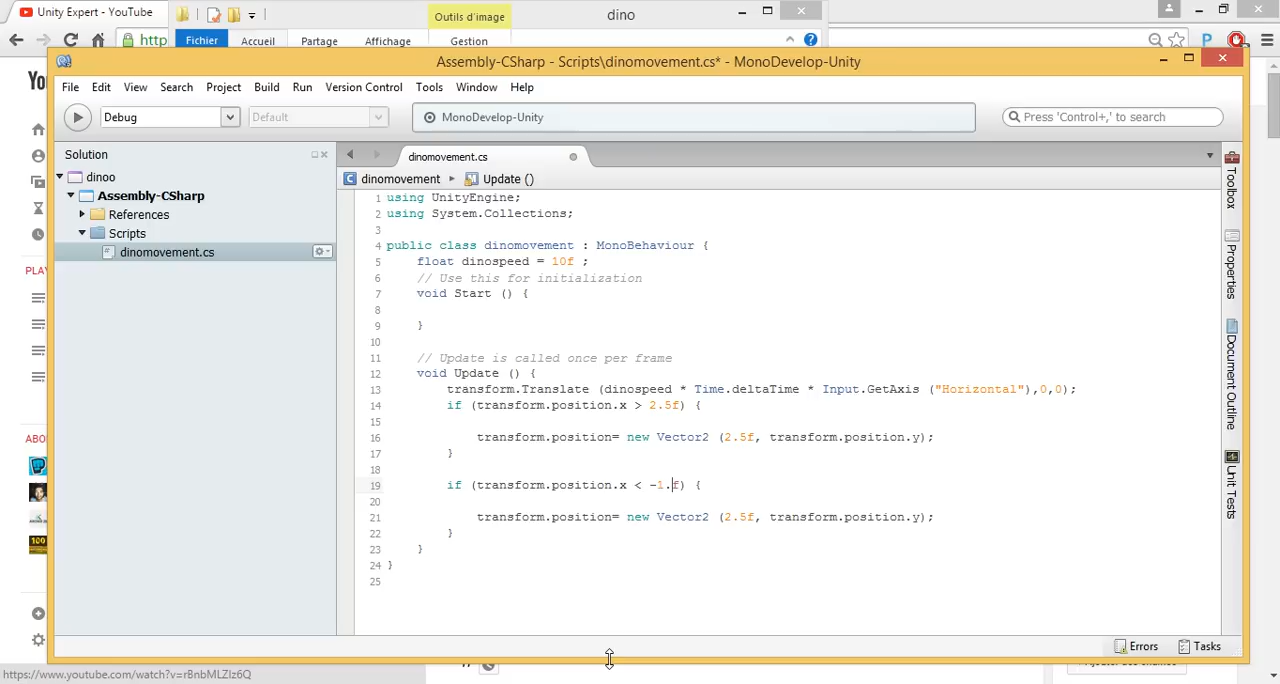 Unity Expert - YouTube
Outils d'image
dino
http
Fichier
Accueil
Partage
Affichage
Gestion
You
Assembly-CSharp - Scripts\dinomovement.cs* - MonoDevelop-Unity
File Edit View Search Project Build Run Version Control Tools Window Help
Debug
Default
MonoDevelop-Unity
Press 'Control+,' to search
Solution
dinoo
Assembly-CSharp
References
Scripts
dinomovement.cs
dinomovement.cs
dinomovement
Update ()
1 using UnityEngine;
2 using System.Collections;
3
4 public class dinomovement : MonoBehaviour {
5 float dinospeed = 10f ;
6 // Use this for initialization
7 void Start () {
8
9 }
10
11 // Update is called once per frame
12 void Update () {
13 transform.Translate (dinospeed * Time.deltaTime * Input.GetAxis ("Horizontal"),0,0);
14 if (transform.position.x > 2.5f) {
15
16 transform.position= new Vector2 (2.5f, transform.position.y);
17 }
18
19 if (transform.position.x < -1.f) {
20
21 transform.position= new Vector2 (2.5f, transform.position.y);
22 }
23 }
24 }
25
Toolbox
Properties
Document Outline
Unit Tests
PLAY
ABO
100
Errors
Tasks
https://www.youtube.com/watch?v=rBnbMLZlz6Q